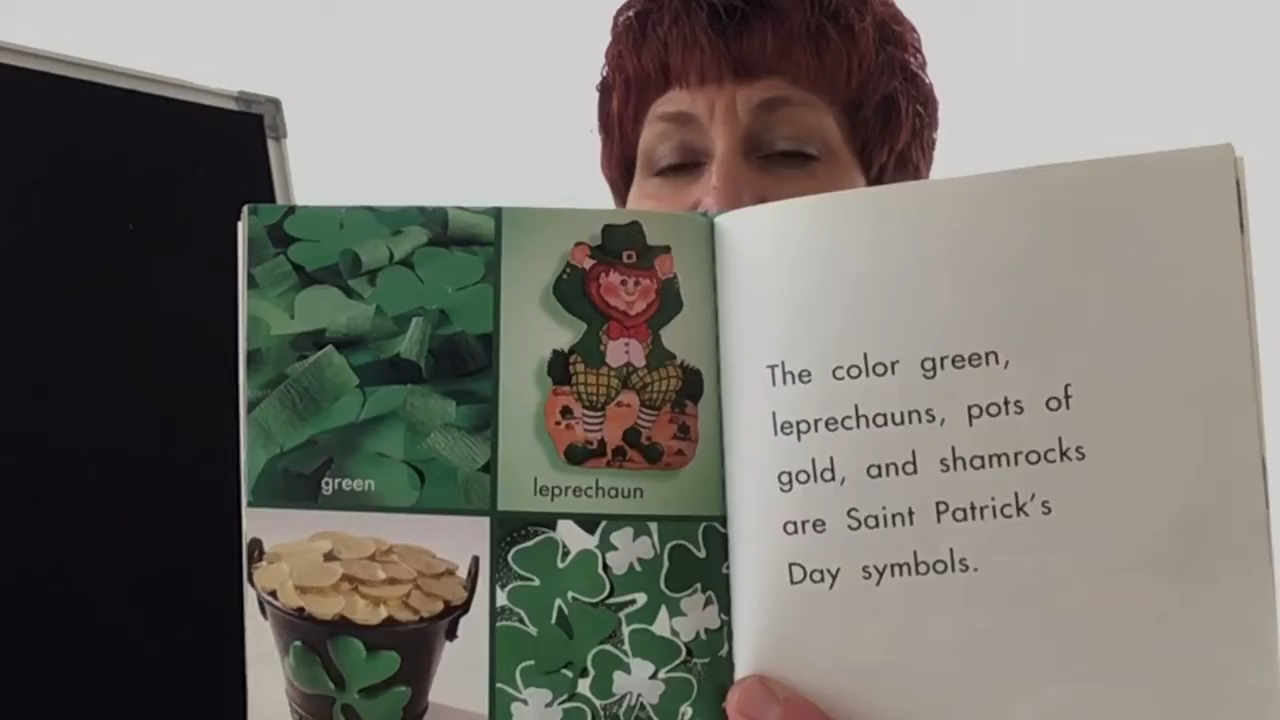 green
leprechaun
The color green,
leprechauns, pots of
gold, and shamrocks
are Saint Patrick's
Day symbols.